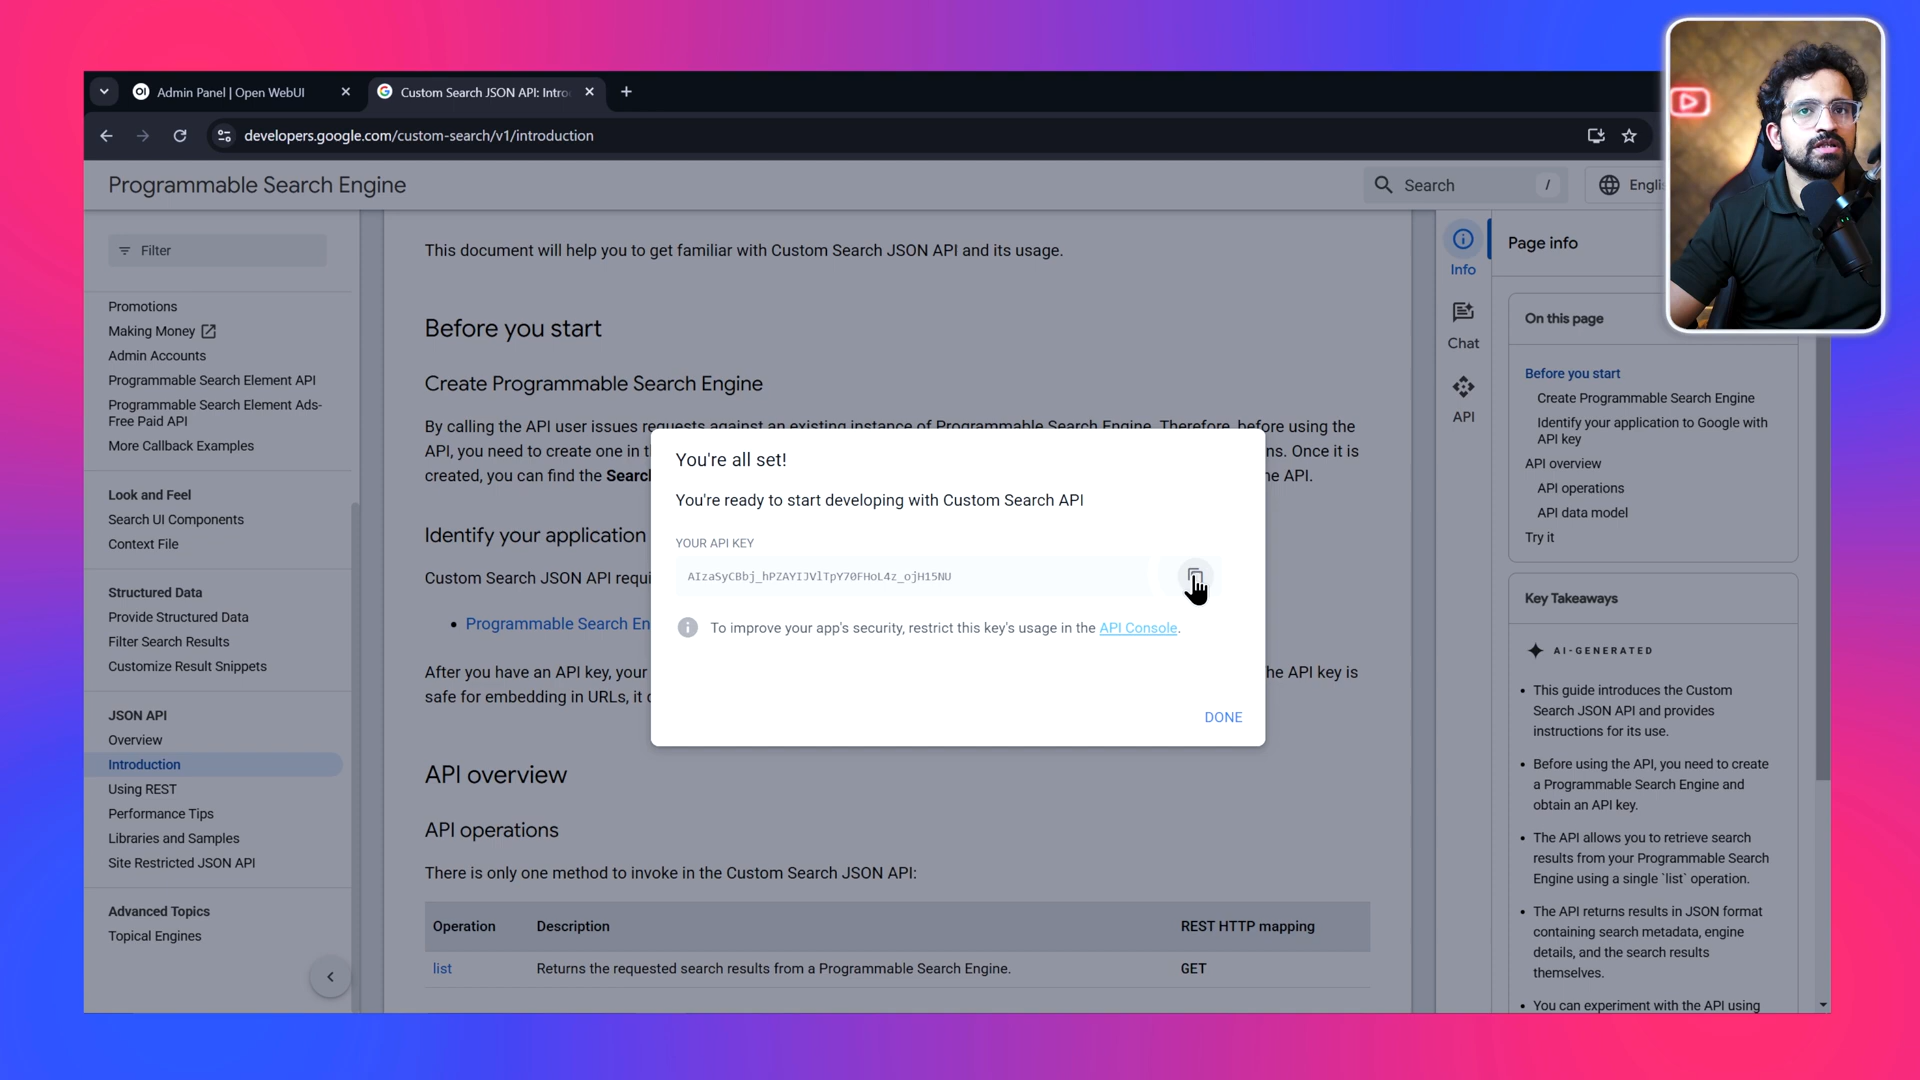 Admin Panel | Open WebUI
Custom Search JSON API: Intro
developers.google.com/custom-search/v1/introduction
Programmable Search Engine
Search
/
Engli
Filter
Promotions
Making Money
Admin Accounts
Programmable Search Element API
Programmable Search Element Ads-
Free Paid API
More Callback Examples
Look and Feel
Search UI Components
Context File
Structured Data
Provide Structured Data
Filter Search Results
Customize Result Snippets
JSON API
Overview
Introduction
Using REST
Performance Tips
Libraries and Samples
Site Restricted JSON API
Advanced Topics
Topical Engines
This document will help you to get familiar with Custom Search JSON API and its usage.
Before you start
Create Programmable Search Engine
By calling the API user issues requests against an existing instance of Programmable Search Engine. Therefore, before using the
API, you need to create one in t
ns. Once it is
created, you can find the Searc
he API.
Identify your application
Custom Search JSON API requi
• Programmable Search En
After you have an API key, your
he API key is
safe for embedding in URLs, it
You're all set!
You're ready to start developing with Custom Search API
YOUR API KEY
AIzaSyCBbj_hPZAYIJVlTpY70FHoL4z_ojH15NU
To improve your app's security, restrict this key's usage in the API Console.
DONE
API overview
API operations
There is only one method to invoke in the Custom Search JSON API:
Operation Description REST HTTP mapping
list Returns the requested search results from a Programmable Search Engine. GET
Info
Chat
API
Page info
On this page
Before you start
Create Programmable Search Engine
Identify your application to Google with
API key
API overview
API operations
API data model
Try it
Key Takeaways
AI-GENERATED
• This guide introduces the Custom
Search JSON API and provides
instructions for its use.
• Before using the API, you need to create
a Programmable Search Engine and
obtain an API key.
• The API allows you to retrieve search
results from your Programmable Search
Engine using a single `list` operation.
• The API returns results in JSON format
containing search metadata, engine
details, and the search results
themselves.
• You can experiment with the API using